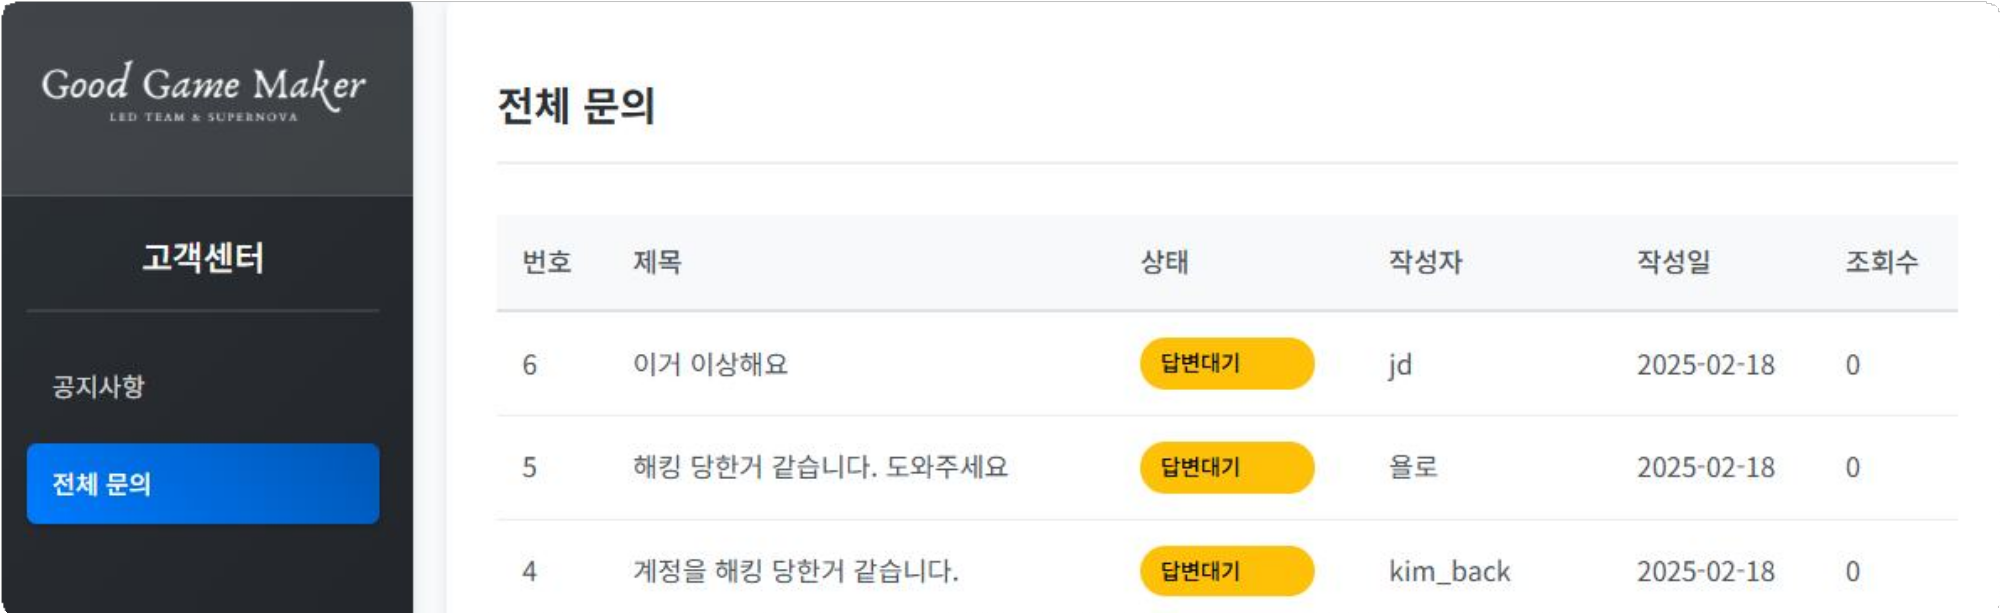 Good Game Maker
LED TEAM & SUPERNOVA
고객센터
공지사항
전체 문의
전체 문의
번호 제목 상태 작성자 작성일 조회수
6 이거 이상해요 답변대기 jd 2025-02-18 0
5 해킹 당한거 같습니다. 도와주세요 답변대기 욜로 2025-02-18 0
4 계정을 해킹 당한거 같습니다. 답변대기 kim_back 2025-02-18 0